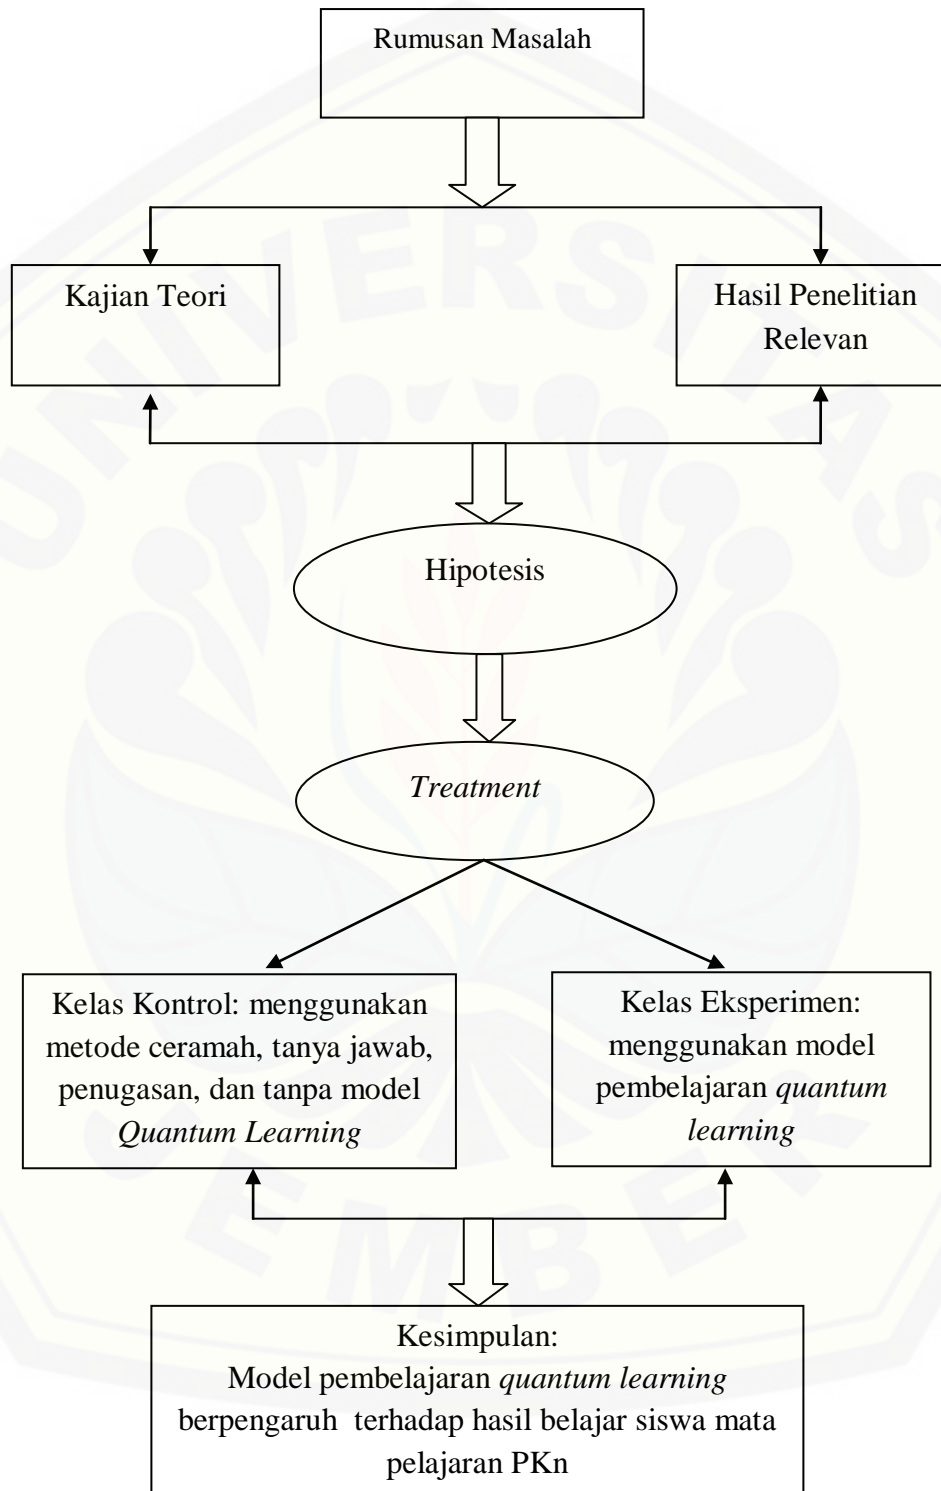 Rumusan Masalah
Kajian Teori
Hasil Penelitian
Relevan
Hipotesis
Treatment
Kelas Kontrol: menggunakan
metode ceramah, tanya jawab,
penugasan, dan tanpa model
Quantum Learning
Kelas Eksperimen:
menggunakan model
pembelajaran quantum
learning
Kesimpulan:
Model pembelajaran quantum learning
berpengaruh terhadap hasil belajar siswa mata
pelajaran PKn
UNIVERSITAS
JEMBER